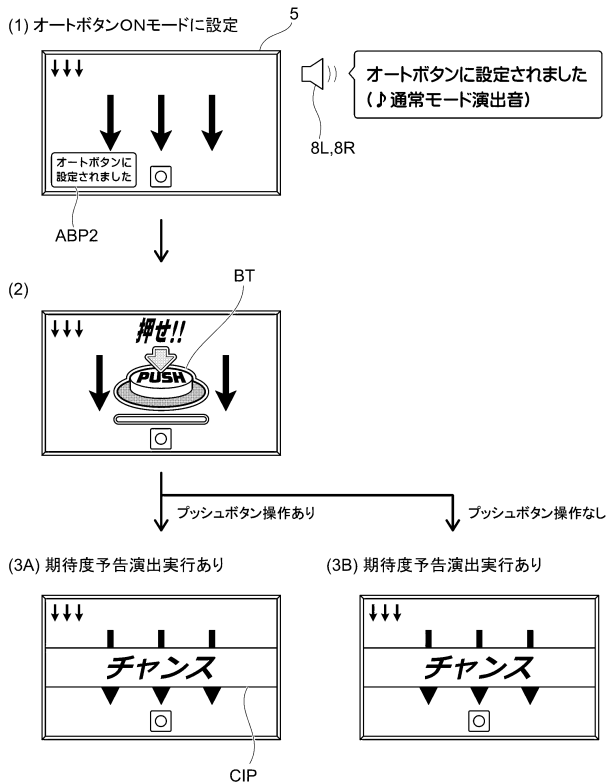 (1) オートボタンONモードに設定
5
オートボタンに設定されました
(♪通常モード演出音)
8L,8R
オートボタンに
設定されました
ABP2
(2)
BT
押せ!!
PUSH
プッシュボタン操作あり
プッシュボタン操作なし
(3A) 期待度予告演出実行あり
(3B) 期待度予告演出実行あり
チャンス
チャンス
CIP